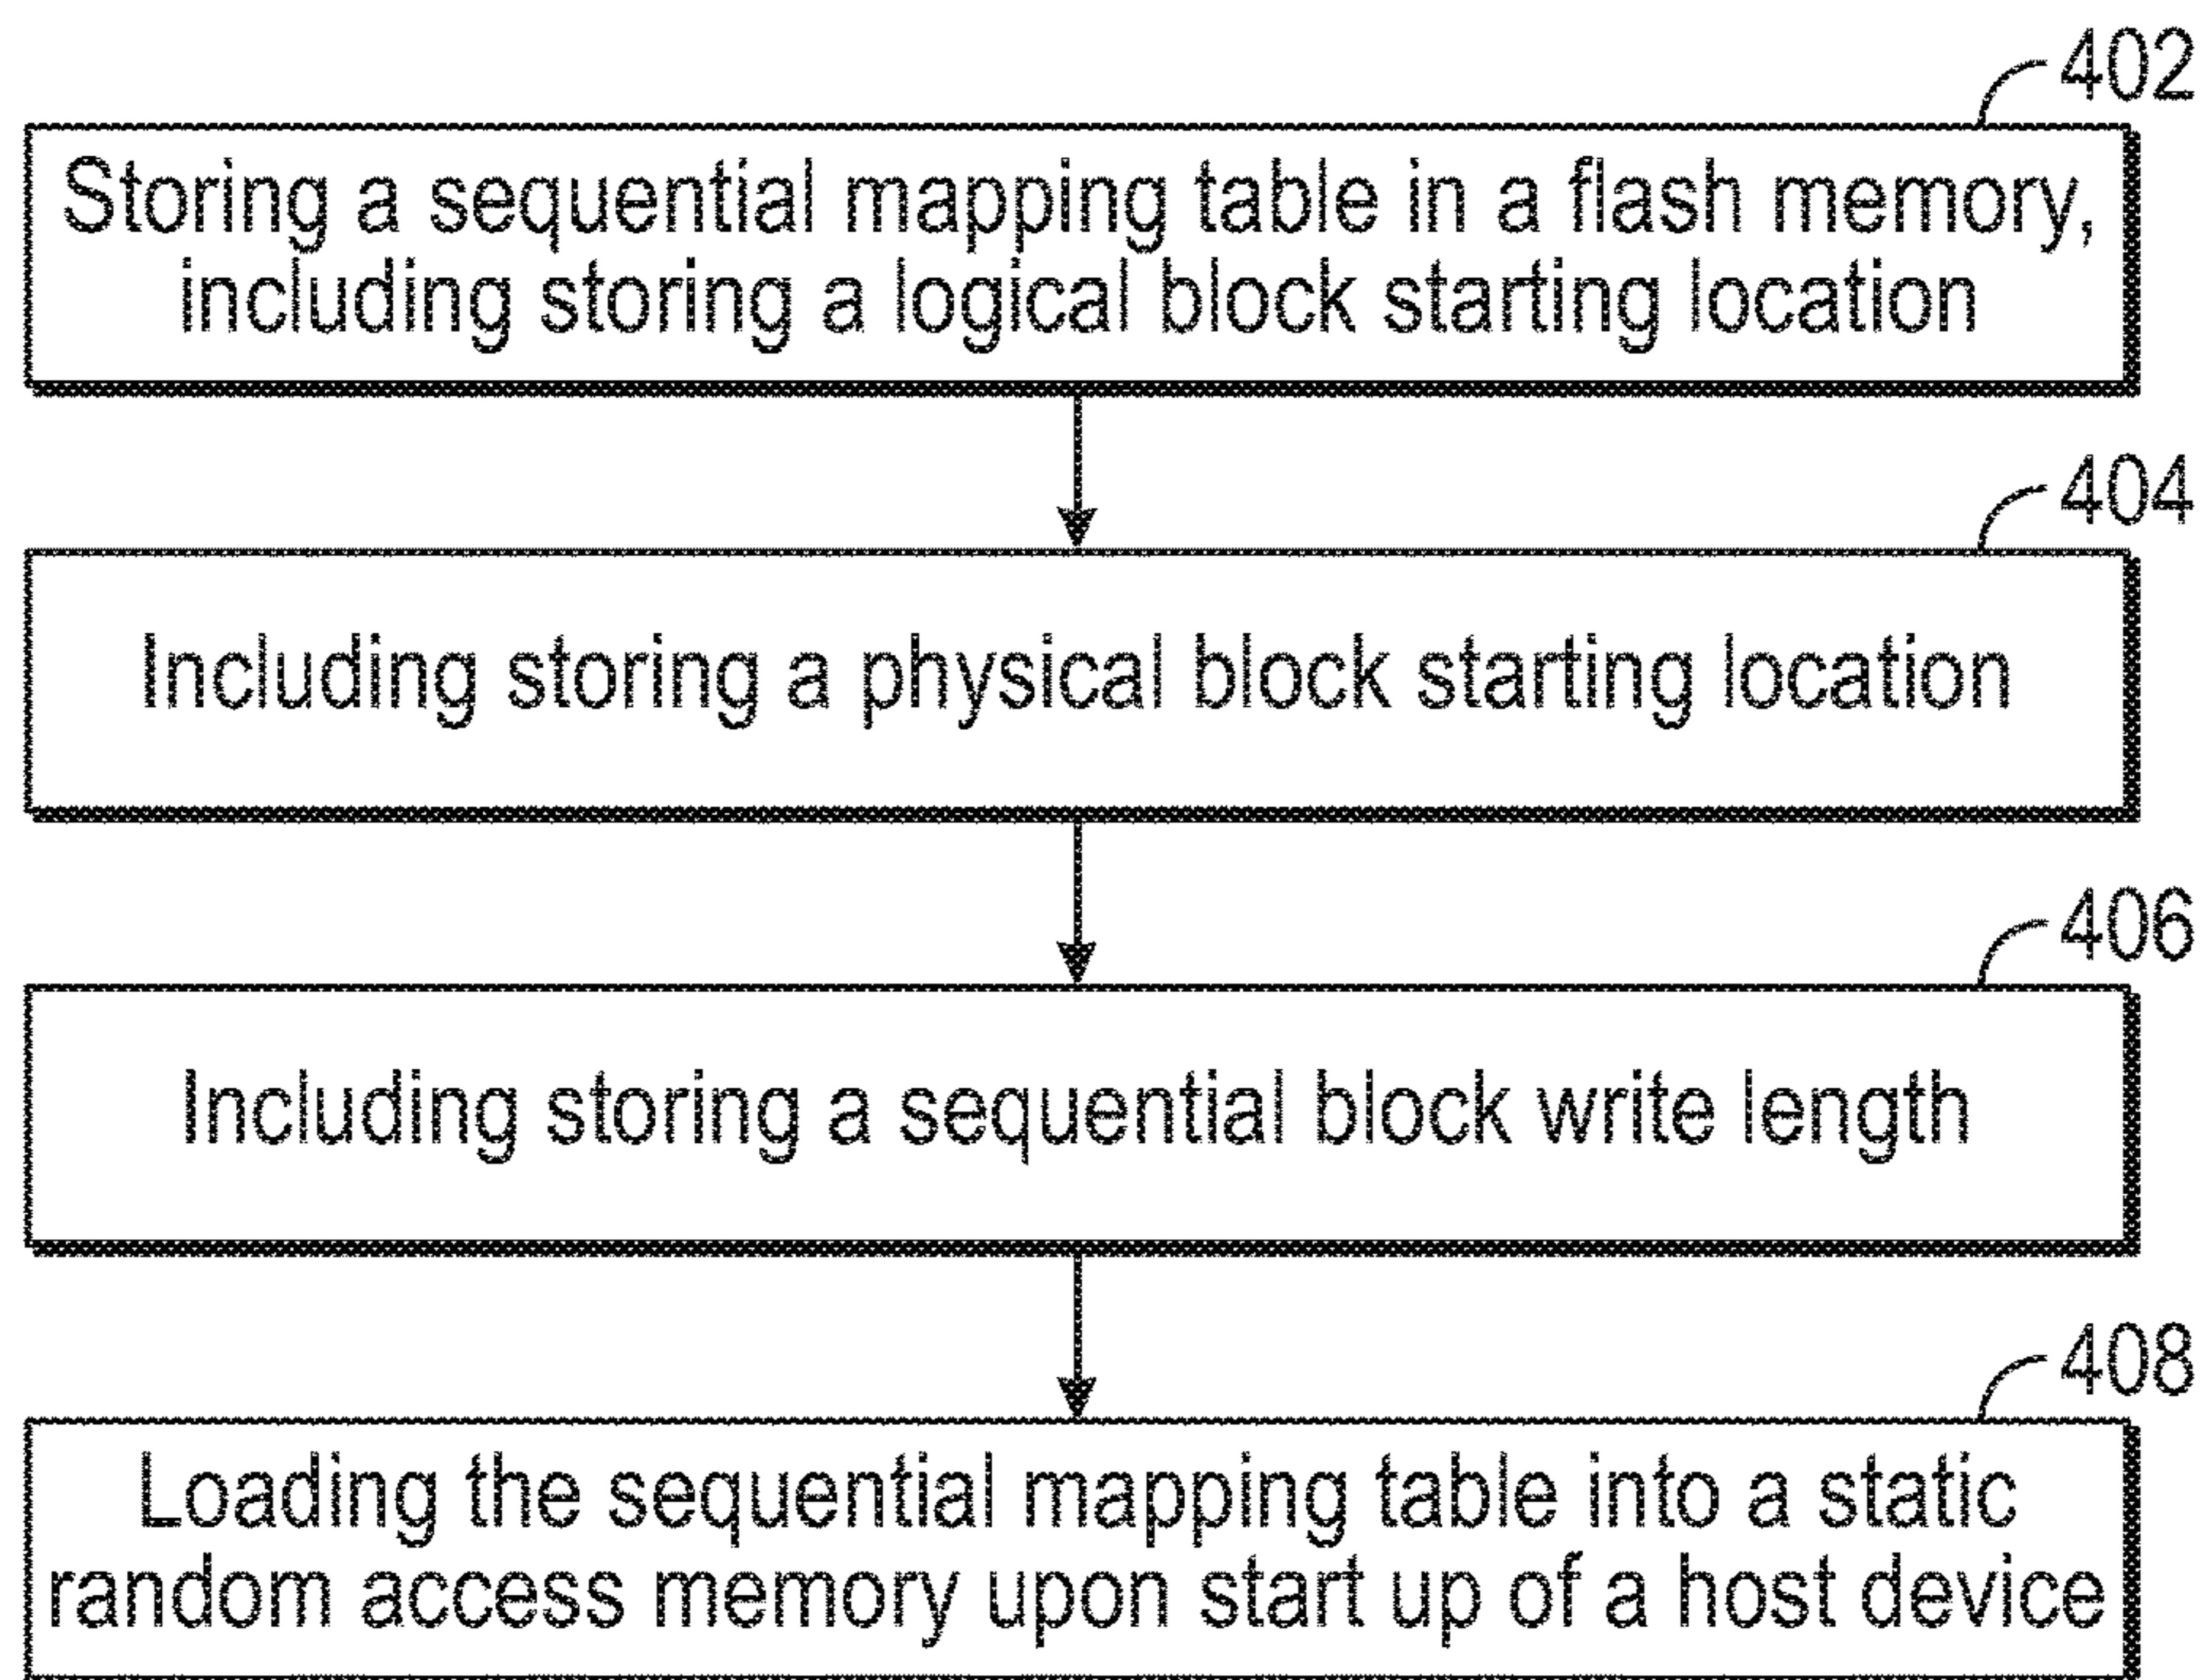 402
Storing a sequential mapping table in a flash memory,
including storing a logical block starting location
404
Including storing a physical block starting location
406
Including storing a sequential block write length
408
Loading the sequential mapping table into a static
random access memory upon start up of a host device